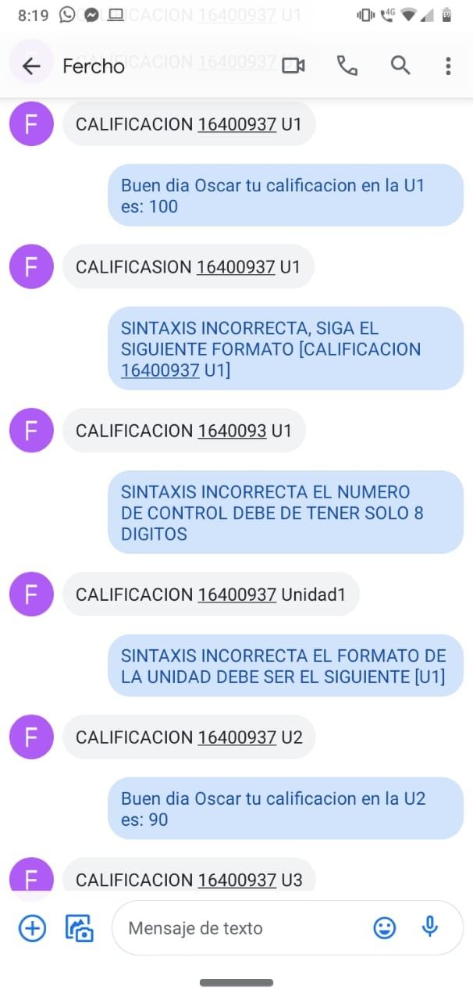 8:19
CALIFICACION 16400937 U1
4G
69
CALIFICACION 16400937
Fercho
F
CALIFICACION 16400937 U1
Buen dia Oscar tu calificacion en la U1
es: 100
F
CALIFICASION 16400937 U1
SINTAXIS INCORRECTA, SIGA EL
SIGUIENTE FORMATO [CALIFICACION
16400937 U1]
F
CALIFICACION 1640093 U1
SINTAXIS INCORRECTA EL NUMERO
DE CONTROL DEBE DE TENER SOLO 8
DIGITOS
F
CALIFICACION 16400937 Unidad1
SINTAXIS INCORRECTA EL FORMATO DE
LA UNIDAD DEBE SER EL SIGUIENTE [U1]
F
CALIFICACION 16400937 U2
Buen dia Oscar tu calificacion en la U2
es: 90
F
CALIFICACION 16400937 U3
Mensaje de texto